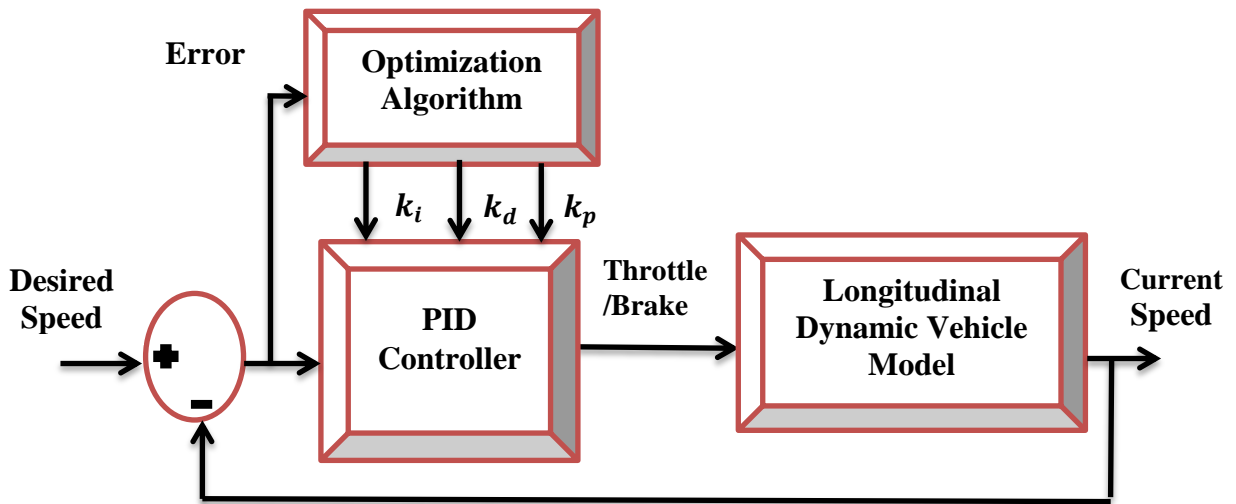 Error
Optimization
Algorithm
k_i k_d k_p
Desired
Speed
+
-
PID
Controller
Throttle
/Brake
Longitudinal
Dynamic Vehicle
Model
Current
Speed